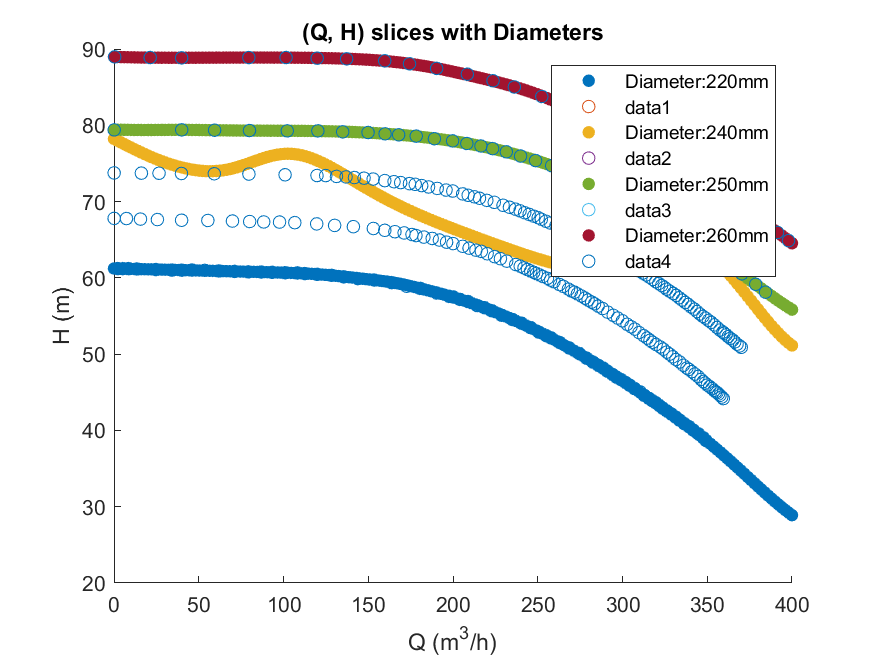 (Q, H) slices with Diameters
90
80
70
60
50
40
30
20
H (m)
Diameter:220mm
data1
Diameter:240mm
data2
Diameter:250mm
data3
Diameter:260mm
data4
0 50 100 150 200 250 300 350 400
Q (m³/h)